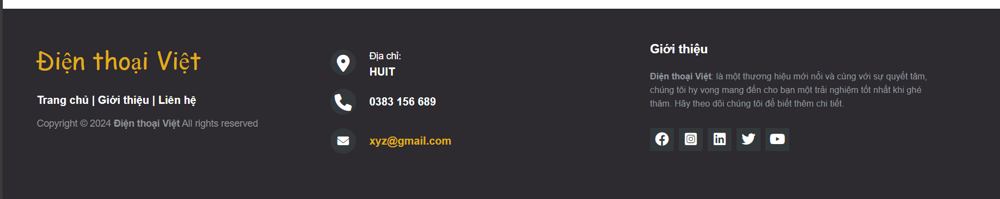 Điện thoại Việt
Trang chủ | Giới thiệu | Liên hệ
Copyright © 2024 Điện thoại Việt All rights reserved
Địa chỉ:
HUIT
0383 156 689
xyz@gmail.com
Giới thiệu
Điện thoại Việt: là một thương hiệu mới nổi và cùng với sự quyết tâm,
chúng tôi hy vọng mang đến cho bạn một trải nghiệm tốt nhất khi ghé
thăm. Hãy theo dõi chúng tôi để biết thêm chi tiết.